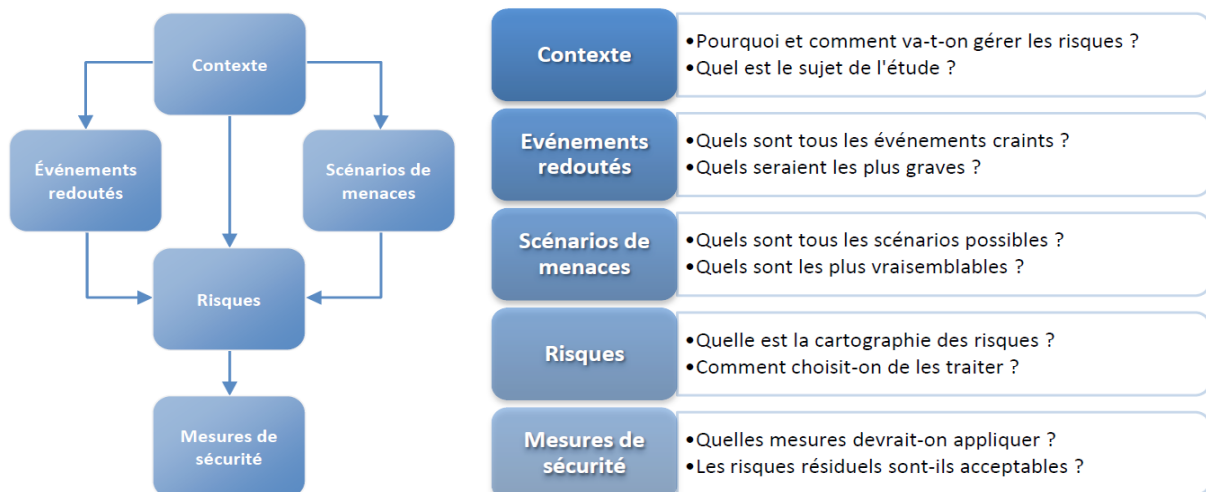 Contexte
Événements
redoutés
Scénarios de
menaces
Risques
Mesures de
sécurité
Contexte
•Pourquoi et comment va-t-on gérer les risques ?
•Quel est le sujet de l'étude ?
Evénements
redoutés
•Quels sont tous les événements craints ?
•Quels seraient les plus graves ?
Scénarios de
menaces
•Quels sont tous les scénarios possibles ?
•Quels sont les plus vraisemblables ?
Risques
•Quelle est la cartographie des risques ?
•Comment choisit-on de les traiter ?
Mesures de
sécurité
•Quelles mesures devrait-on appliquer ?
•Les risques résiduels sont-ils acceptables ?